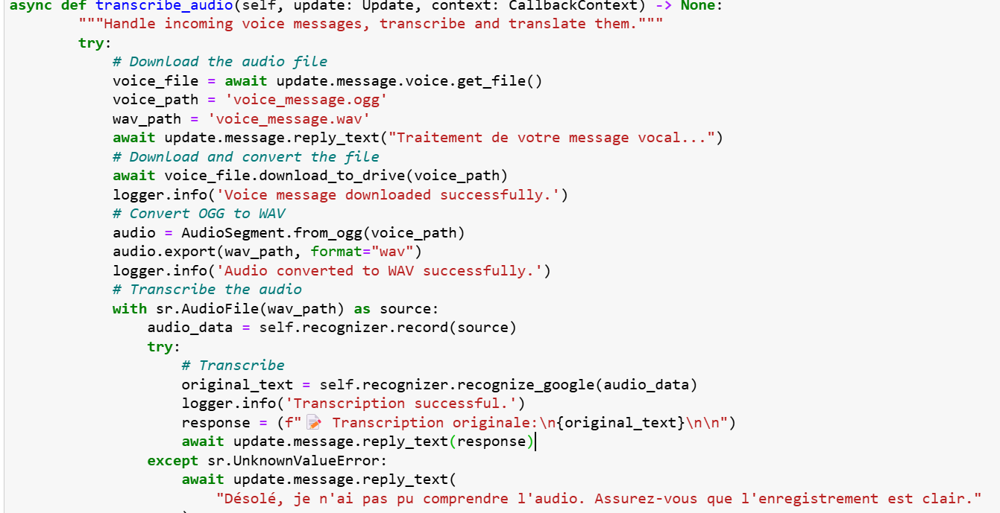 async def transcribe_audio(self, update: Update, context: CallbackContext) -> None:
        """Handle incoming voice messages, transcribe and translate them."""
        try:
            # Download the audio file
            voice_file = await update.message.voice.get_file()
            voice_path = 'voice_message.ogg'
            wav_path = 'voice_message.wav'
            await update.message.reply_text("Traitement de votre message vocal...")
            # Download and convert the file
            await voice_file.download_to_drive(voice_path)
            logger.info('Voice message downloaded successfully.')
            # Convert OGG to WAV
            audio = AudioSegment.from_ogg(voice_path)
            audio.export(wav_path, format="wav")
            logger.info('Audio converted to WAV successfully.')
            # Transcribe the audio
            with sr.AudioFile(wav_path) as source:
                audio_data = self.recognizer.record(source)
                try:
                    # Transcribe
                    original_text = self.recognizer.recognize_google(audio_data)
                    logger.info('Transcription successful.')
                    response = (f"📝 Transcription originale:\n{original_text}\n\n")
                    await update.message.reply_text(response)
                except sr.UnknownValueError:
                    await update.message.reply_text(
                        "Désolé, je n'ai pas pu comprendre l'audio. Assurez-vous que l'enregistrement est clair."